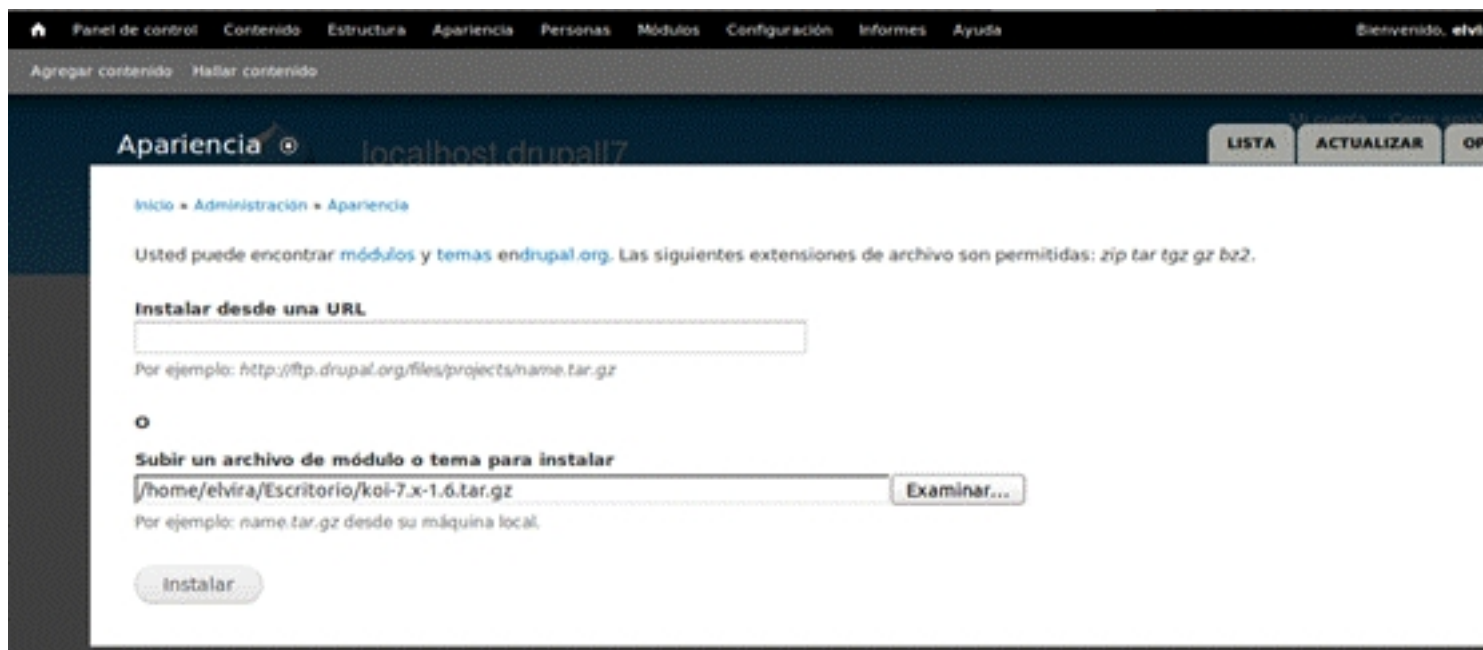 Panel de control Contenido Estructura Apariencia Personas Módulos Configuración Informes Ayuda Bienvenido, elvi
Agregar contenido Hallar contenido
Mi cuenta Cerrar
Apariencia localhost.drupall7 LISTA ACTUALIZAR OP
Inicio » Administración » Apariencia
Usted puede encontrar módulos y temas endrupal.org. Las siguientes extensiones de archivo son permitidas: zip tar tgz gz bz2.
Instalar desde una URL
Por ejemplo: http://ftp.drupal.org/files/projects/name.tar.gz
O
Subir un archivo de módulo o tema para instalar
/home/elvira/Escritorio/koi-7.x-1.6.tar.gz Examinar...
Por ejemplo: name.tar.gz desde su máquina local.
Instalar